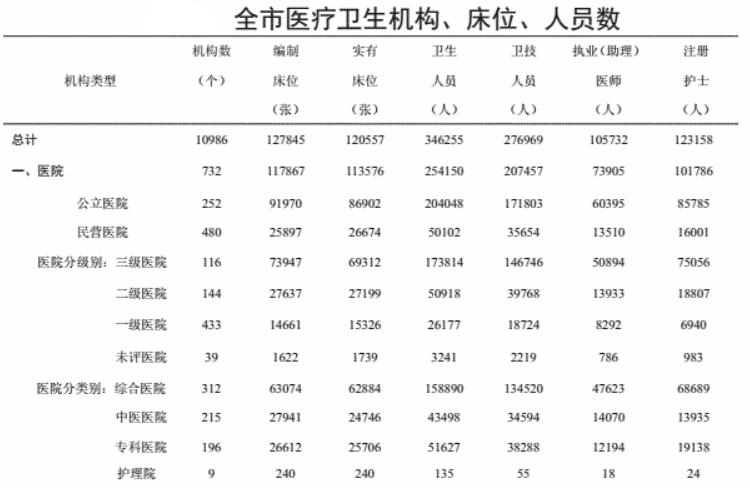 全市医疗卫生机构、床位、人员数
机构类型 机构数（个） 编制床位（张） 实有床位（张） 卫生人员（人） 卫技人员（人） 执业（助理）医师（人） 注册护士（人）
总计 10986 127845 120557 346255 276969 105732 123158
一、医院 732 117867 113576 254150 207457 73905 101786
公立医院 252 91970 86902 204048 171803 60395 85785
民营医院 480 25897 26674 50102 35654 13510 16001
医院分级别：三级医院 116 73947 69312 173814 146746 50894 75056
二级医院 144 27637 27199 50918 39768 13933 18807
一级医院 433 14661 15326 26177 18724 8292 6940
未评医院 39 1622 1739 3241 2219 786 983
医院分类别：综合医院 312 63074 62884 158890 134520 47623 68689
中医医院 215 27941 24746 43498 34594 14070 13935
专科医院 196 26612 25706 51627 38288 12194 19138
护理院 9 240 240 135 55 18 24